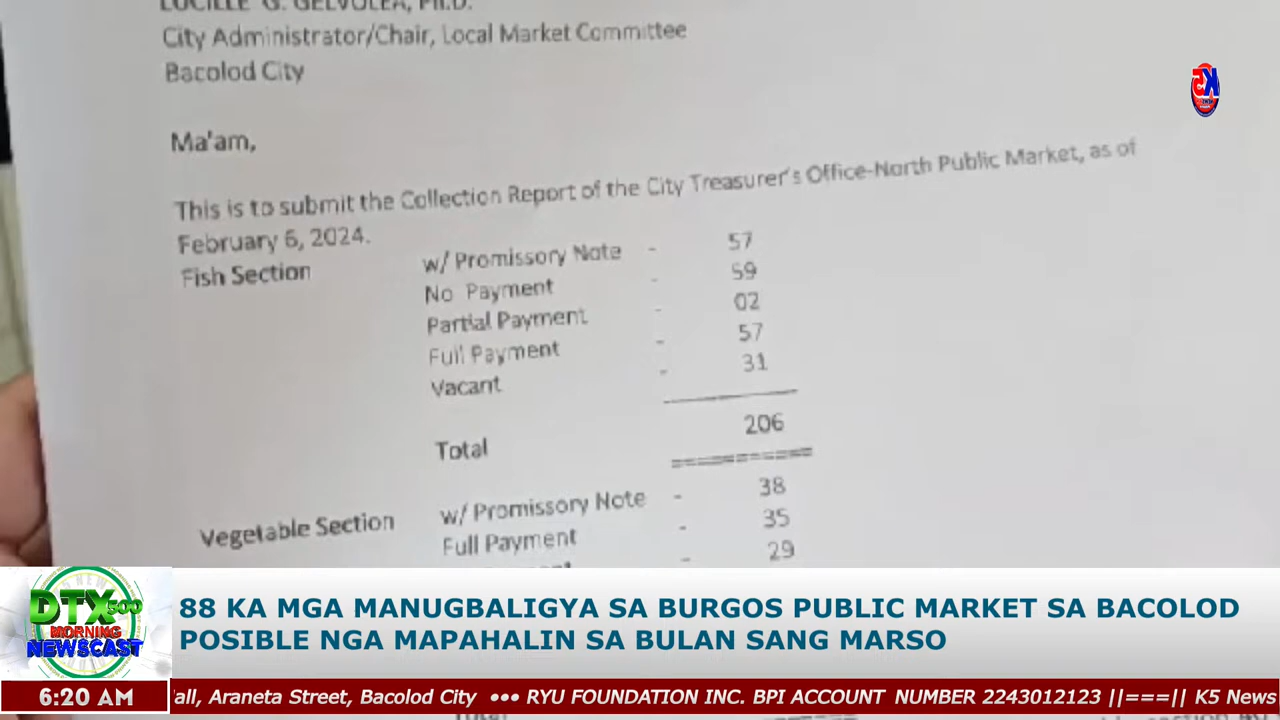 LUCILLE G. GELVOLEA, PH.D.
City Administrator/Chair, Local Market Committee
Bacolod City
Ma'am,
This is to submit the Collection Report of the City Treasurer's Office-North Public Market, as of
February 6, 2024.
Fish Section w/ Promissory Note - 57
No Payment - 59
Partial Payment - 02
Full Payment - 57
Vacant - 31
Total 206
============
Vegetable Section w/ Promissory Note - 38
Full Payment - 35
- 29
K5
DTX500
MORNING
NEWSCAST
88 KA MGA MANUGBALIGYA SA BURGOS PUBLIC MARKET SA BACOLOD
POSIBLE NGA MAPAHALIN SA BULAN SANG MARSO
6:20 AM
all, Araneta Street, Bacolod City ••• RYU FOUNDATION INC. BPI ACCOUNT NUMBER 2243012123 ||===|| K5 News